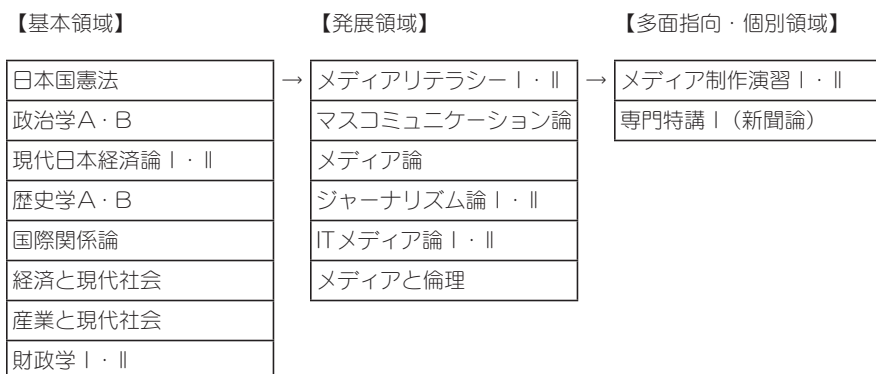 【基本領域】 【発展領域】 【多面指向・個別領域】
日本国憲法 → メディアリテラシーⅠ・Ⅱ → メディア制作演習Ⅰ・Ⅱ
政治学A・B マスコミュニケーション論 専門特講Ⅰ（新聞論）
現代日本経済論Ⅰ・Ⅱ メディア論
歴史学A・B ジャーナリズム論Ⅰ・Ⅱ
国際関係論 ITメディア論Ⅰ・Ⅱ
経済と現代社会 メディアと倫理
産業と現代社会
財政学Ⅰ・Ⅱ